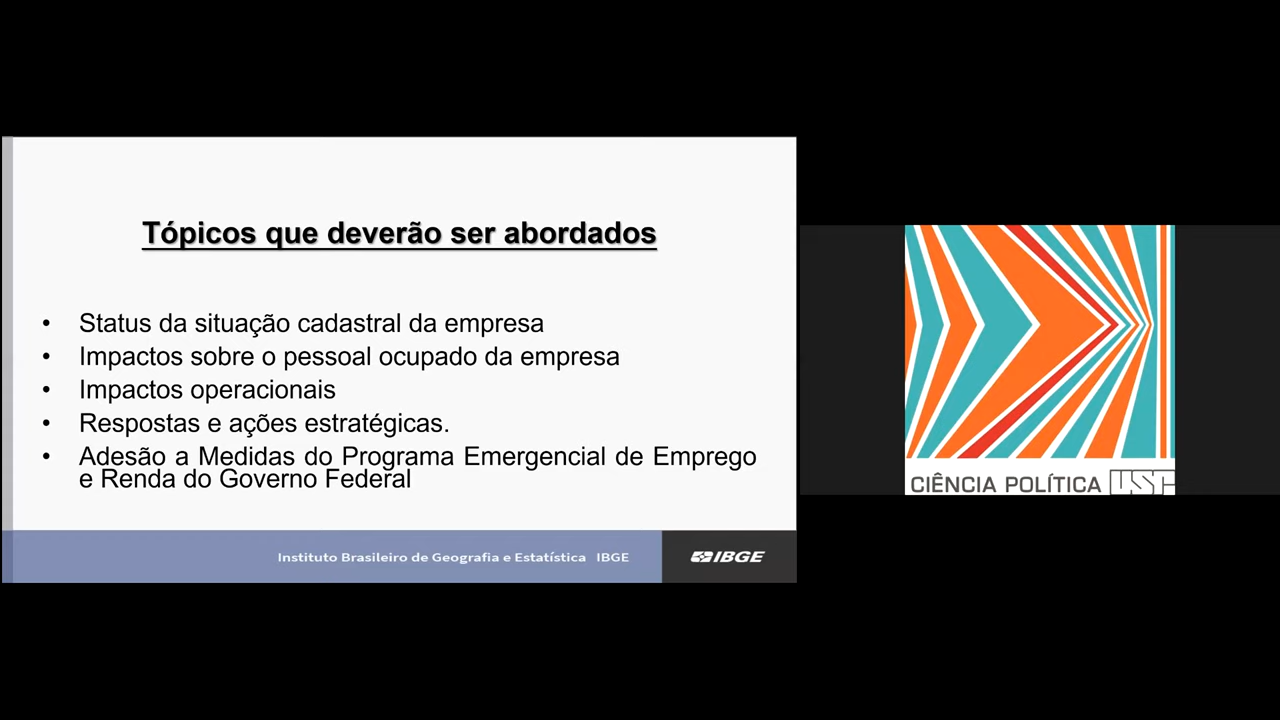 Tópicos que deverão ser abordados
• Status da situação cadastral da empresa
• Impactos sobre o pessoal ocupado da empresa
• Impactos operacionais
• Respostas e ações estratégicas.
• Adesão a Medidas do Programa Emergencial de Emprego
e Renda do Governo Federal
Instituto Brasileiro de Geografia e Estatística IBGE
IBGE
CIÊNCIA POLÍTICA USP